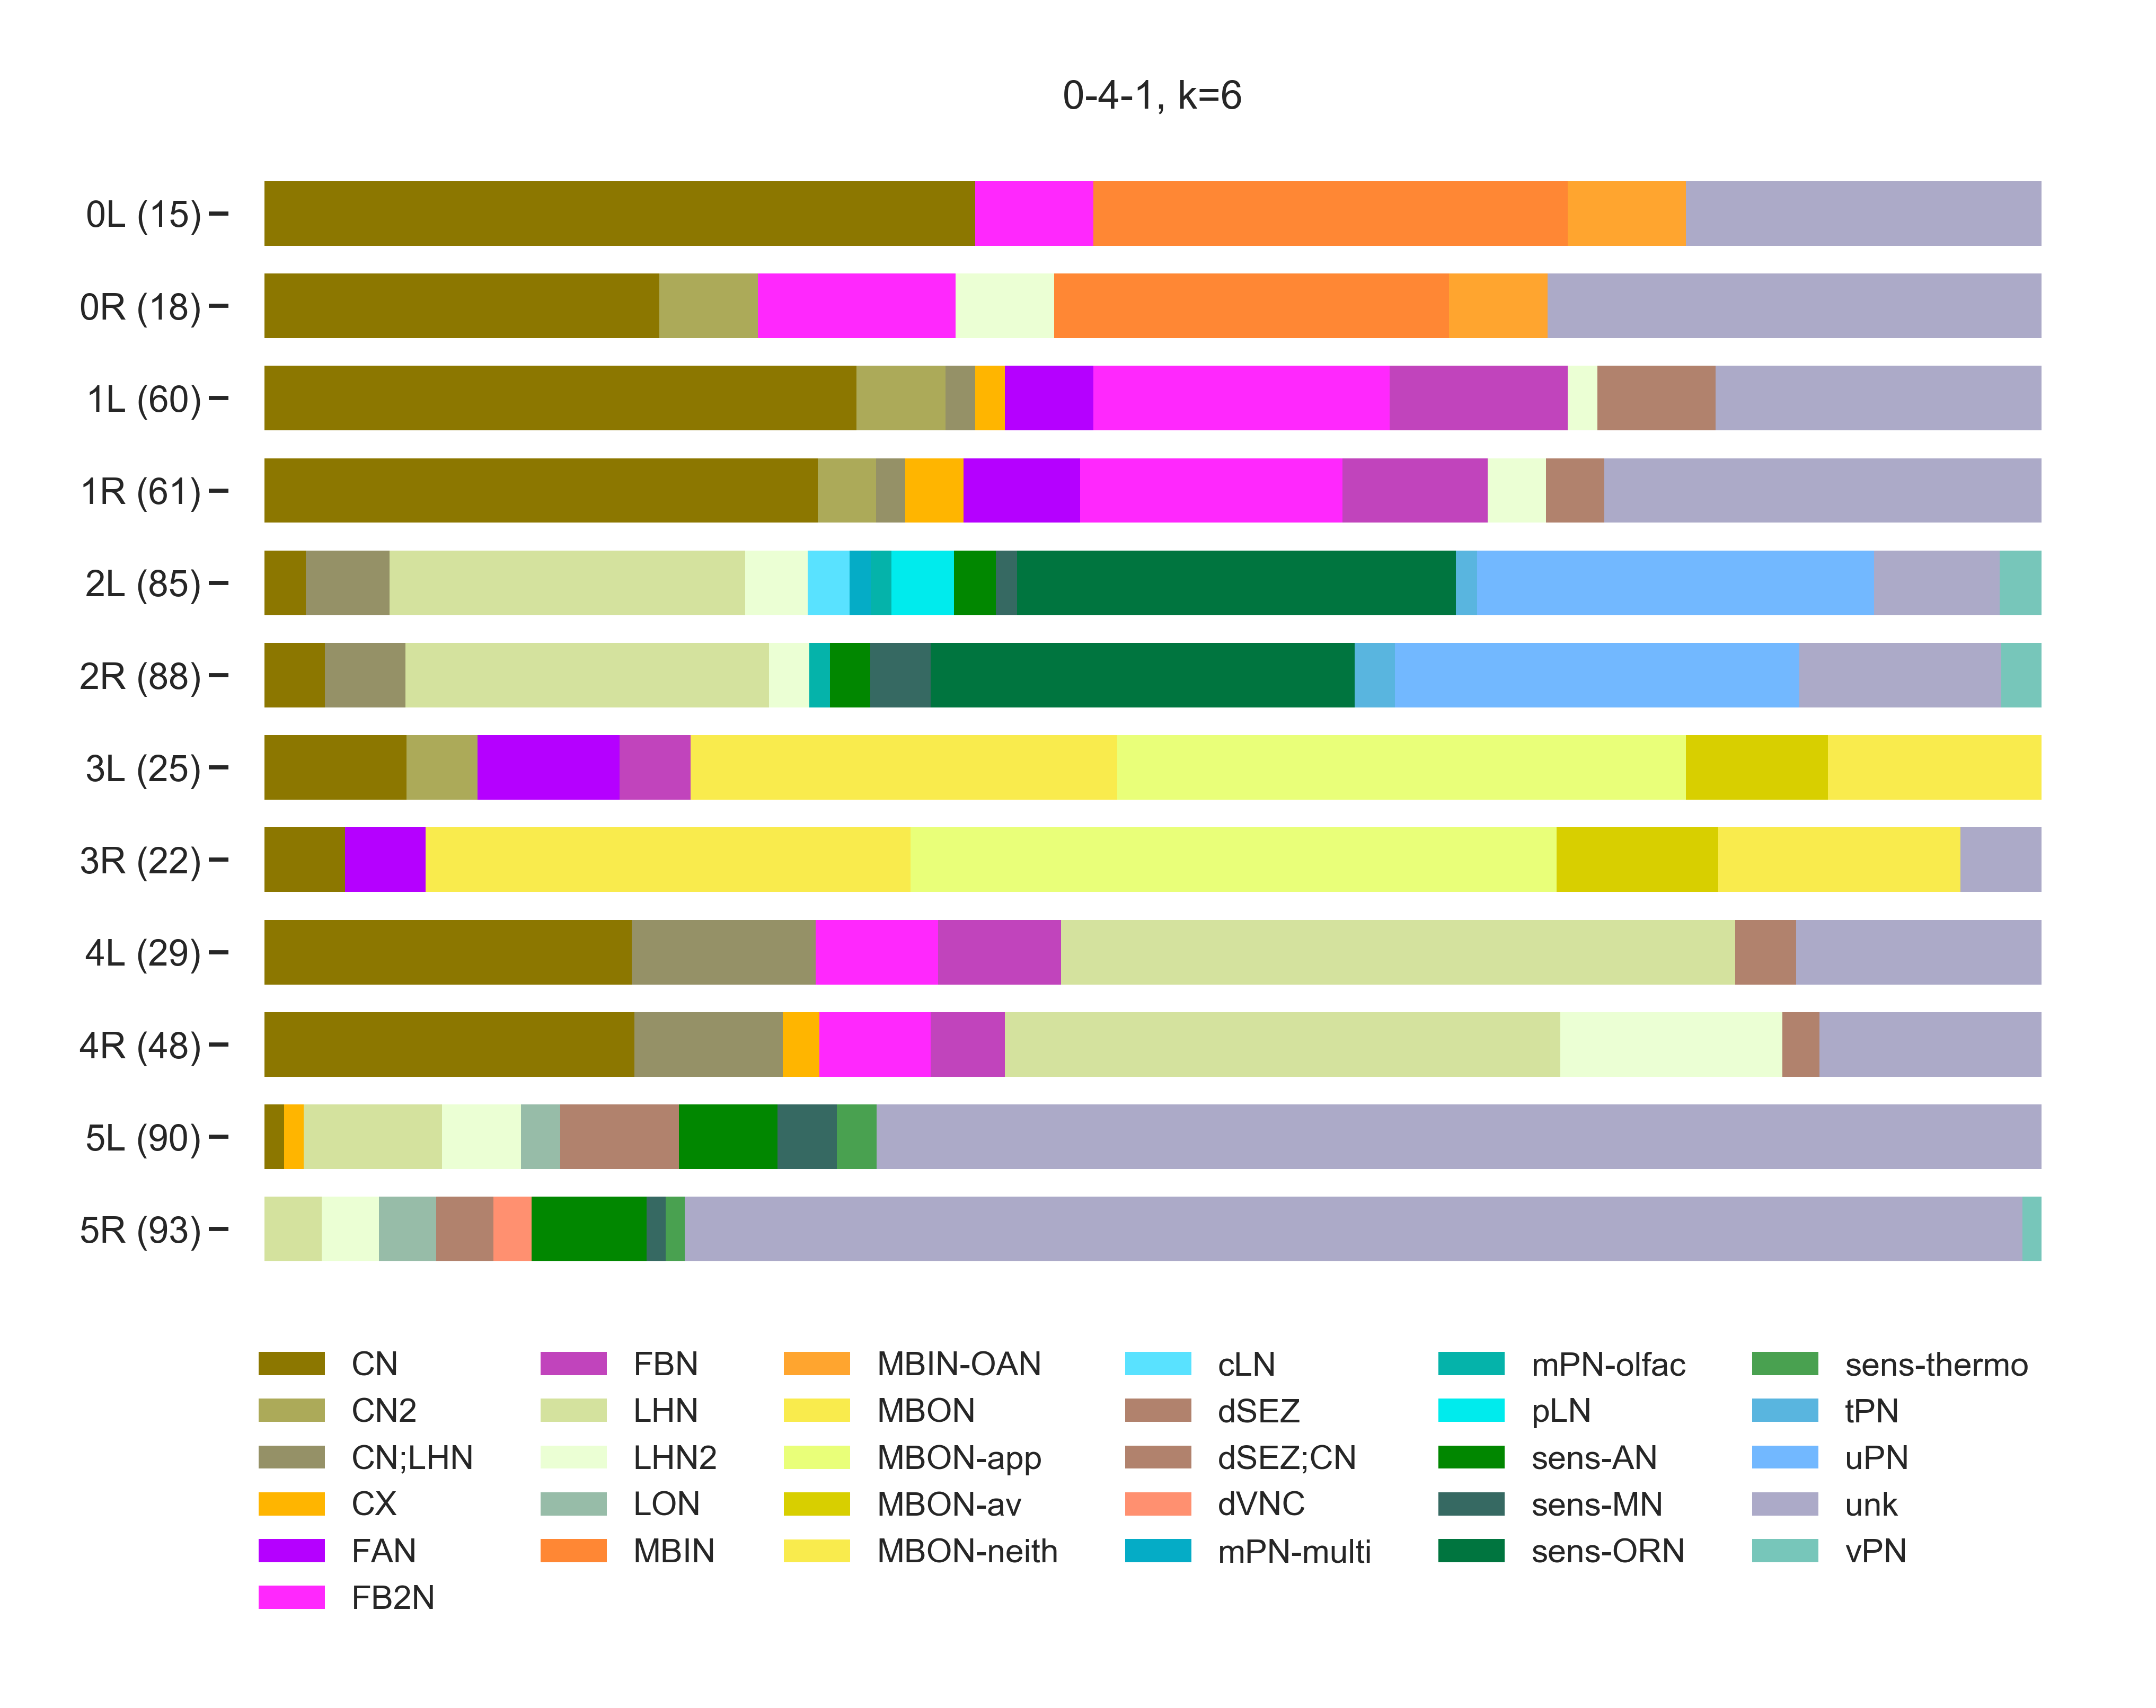 0-4-1, k=6
0L (15)
0R (18)
1L (60)
1R (61)
2L (85)
2R (88)
3L (25)
3R (22)
4L (29)
4R (48)
5L (90)
5R (93)
CN
CN2
CN;LHN
CX
FAN
FB2N
FBN
LHN
LHN2
LON
MBIN
MBIN-OAN
MBON
MBON-app
MBON-av
MBON-neith
cLN
dSEZ
dSEZ;CN
dVNC
mPN-multi
mPN-olfac
pLN
sens-AN
sens-MN
sens-ORN
sens-thermo
tPN
uPN
unk
vPN